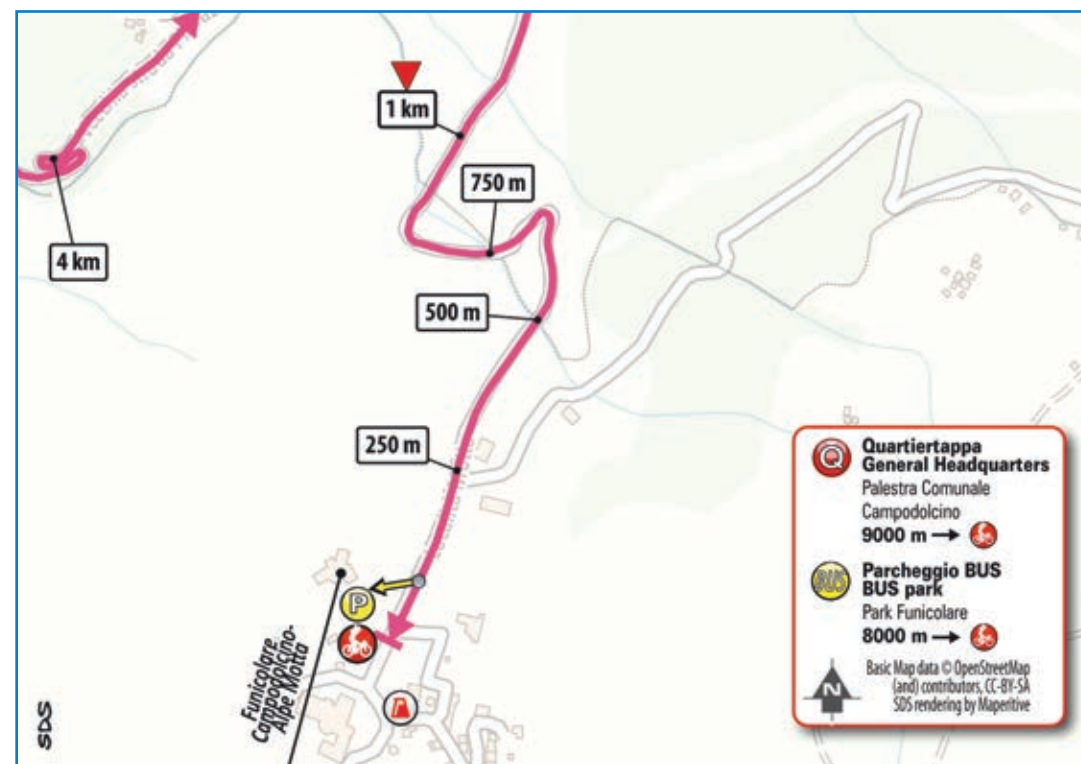 1 km
750 m
4 km
500 m
250 m
P
Funicolare
Campodolcino-
Alpe Motta
SDS
Q
Quartiertappa
General Headquarters
Palestra Comunale
Campodolcino
9000 m
BUS
Parcheggio BUS
BUS park
Park Funicolare
8000 m
N
Basic Map data © OpenStreetMap
(and) contributors, CC-BY-SA
SDS rendering by Maperitive